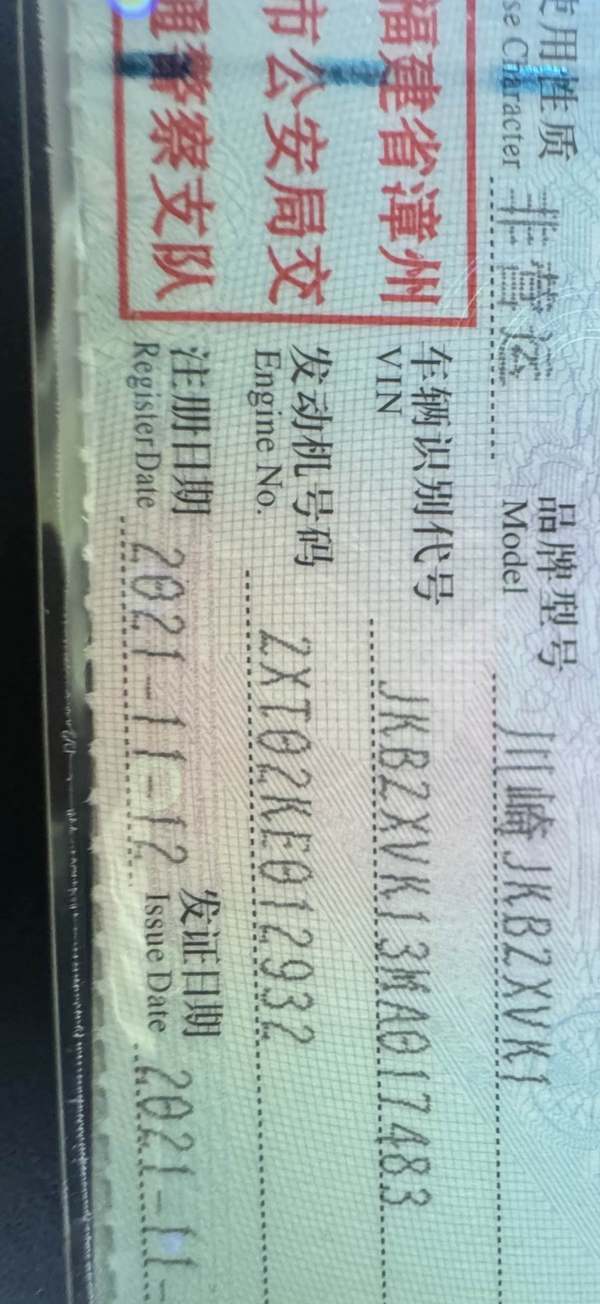 使用性质 非营运 品牌型号 川崎JKBZXVK1
se Character Model
福建省漳州 车辆识别代号 JKBZXVK13MA017483
VIN
市公安局交 发动机号码 ZXT02KE012932
Engine No.
通警察支队 注册日期 2021-11-12 发证日期 2021-11-
Register Date Issue Date